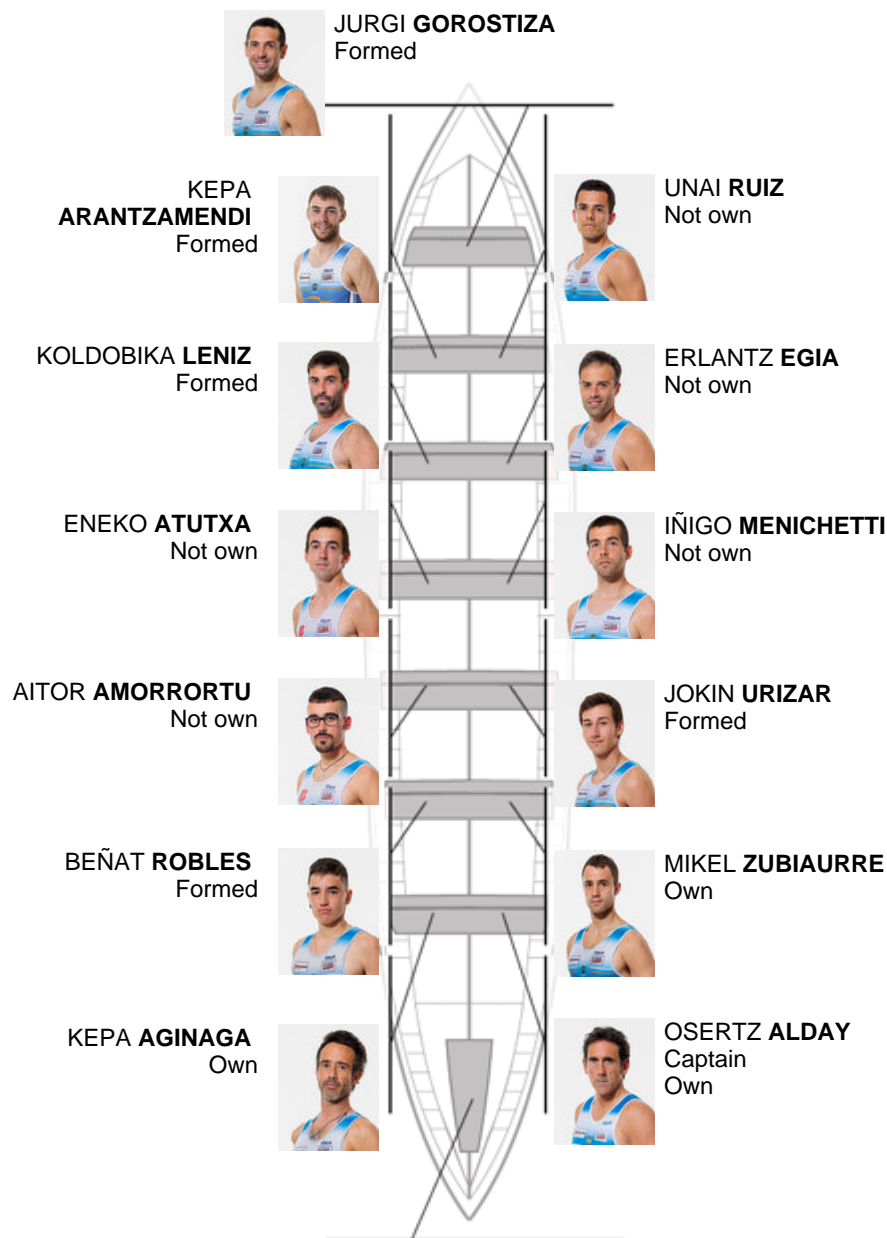 JURGI GOROSTIZA
Formed
KEPA
ARANTZAMENDI
Formed
UNAI RUIZ
Not own
KOLDOBIKA LENIZ
Formed
ERLANTZ EGIA
Not own
ENEKO ATUTXA
Not own
IÑIGO MENICHETTI
Not own
AITOR AMORRORTU
Not own
JOKIN URIZAR
Formed
BEÑAT ROBLES
Formed
MIKEL ZUBIAURRE
Own
KEPA AGINAGA
Own
OSERTZ ALDAY
Captain
Own